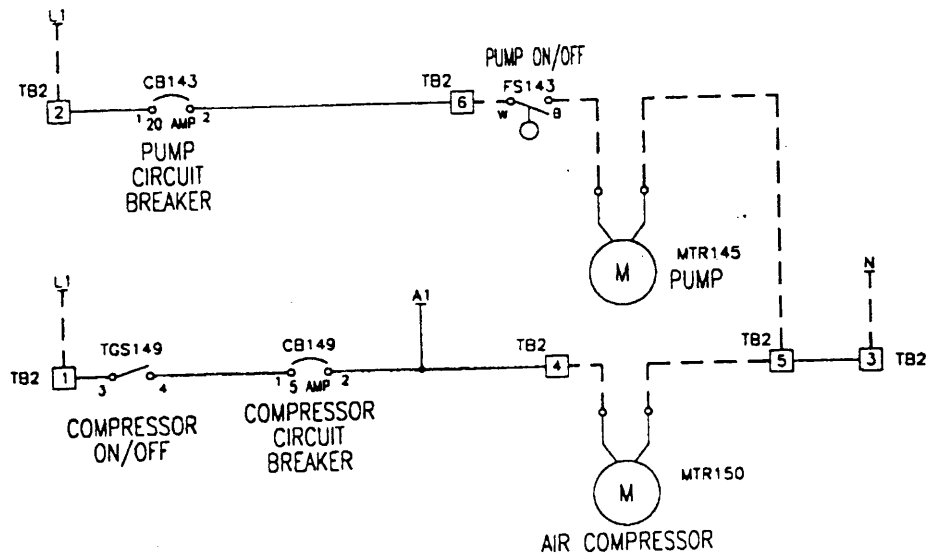 L1
TB2
2
CB143
1 20 AMP 2
PUMP
CIRCUIT
BREAKER
TB2
6
PUMP ON/OFF
FS143
W B
M
MTR145
PUMP
L1
TB2
1
TGS149
3 4
COMPRESSOR
ON/OFF
CB149
1 5 AMP 2
COMPRESSOR
CIRCUIT
BREAKER
A1
TB2
4
M
MTR150
AIR COMPRESSOR
TB2
5
N
3
TB2